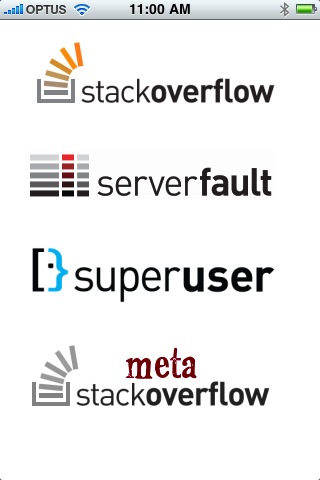 OPTUS 11:00 AM
stackoverflow
serverfault
superuser
meta
stackoverflow